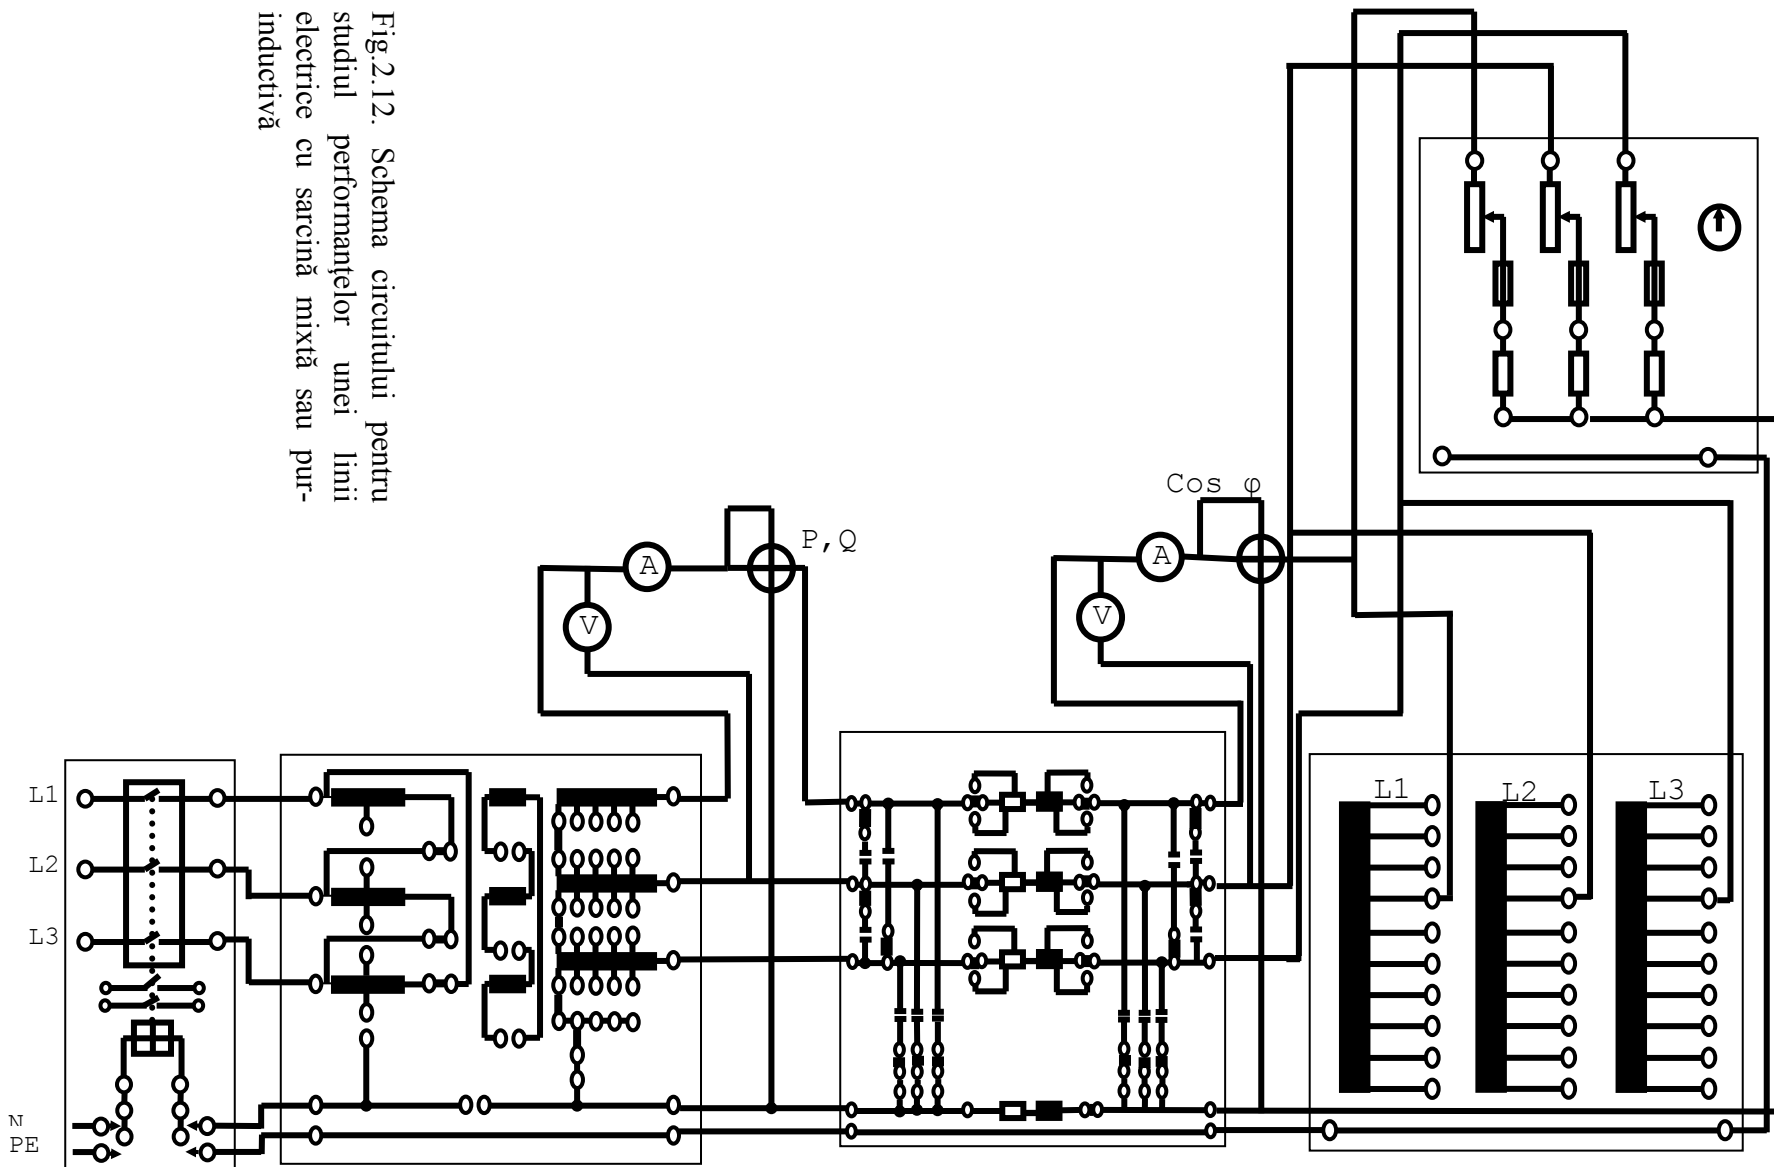 Fig.2.12. Schema circuitului pentru
studiul performanţelor unei linii
electrice cu sarcină mixtă sau pur-
inductivă
Cos φ
P,Q
A
A
V
V
L1
L2
L3
L1
L2
L3
N
PE